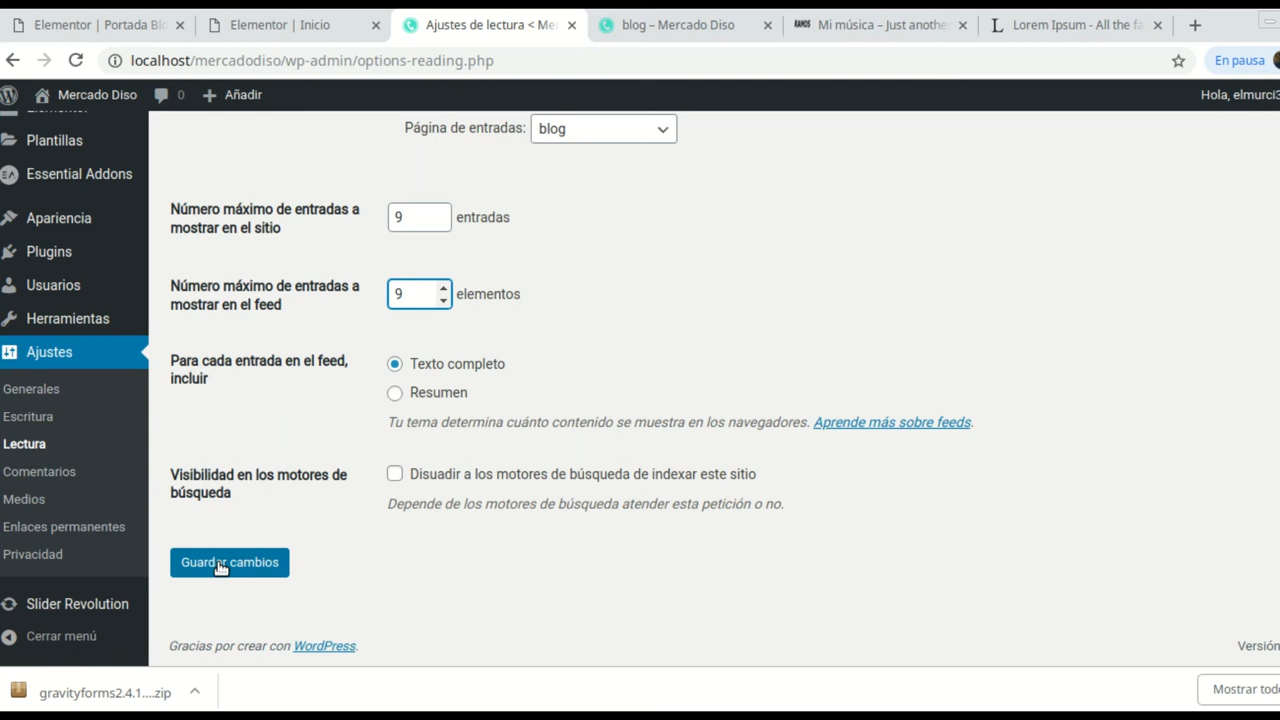 Elementor | Portada Blo
Elementor | Inicio
Ajustes de lectura < Mer
blog – Mercado Diso
RAMOS
Mi música – Just anothe
L
Lorem Ipsum - All the fa
localhost/mercadodiso/wp-admin/options-reading.php
En pausa
Mercado Diso
0
Añadir
Hola, elmurci3
Elementor
Plantillas
Essential Addons
Apariencia
Plugins
Usuarios
Herramientas
Ajustes
Generales
Escritura
Lectura
Comentarios
Medios
Enlaces permanentes
Privacidad
Slider Revolution
Cerrar menú
Página de entradas: blog
Número máximo de entradas a
mostrar en el sitio
9 entradas
Número máximo de entradas a
mostrar en el feed
9 elementos
Para cada entrada en el feed,
incluir
Texto completo
Resumen
Tu tema determina cuánto contenido se muestra en los navegadores. Aprende más sobre feeds.
Visibilidad en los motores de
búsqueda
Disuadir a los motores de búsqueda de indexar este sitio
Depende de los motores de búsqueda atender esta petición o no.
Guardar cambios
Gracias por crear con WordPress.
Versión
gravityforms2.4.1....zip
Mostrar todo